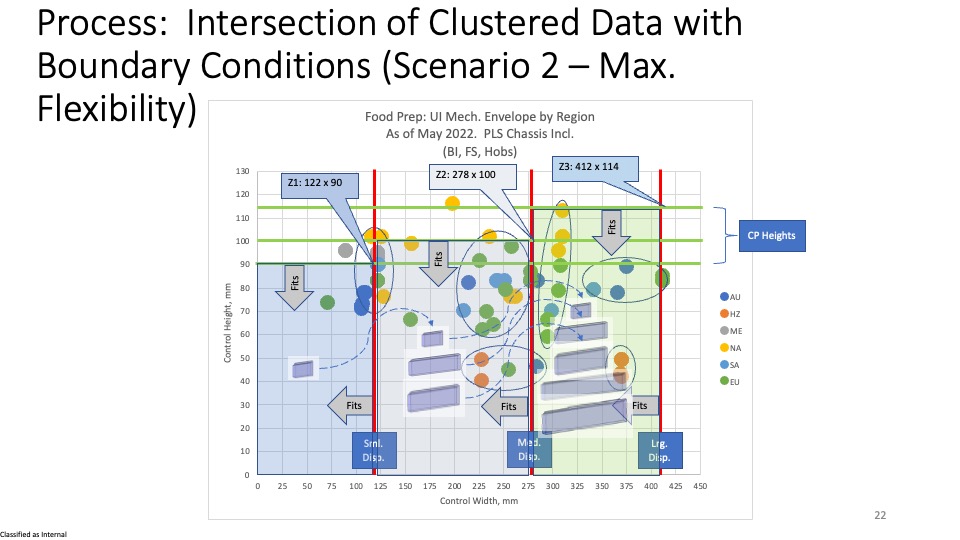 Process:  Intersection of Clustered Data with
Boundary Conditions (Scenario 2 – Max.
Flexibility)
Food Prep: UI Mech. Envelope by Region
As of May 2022.  PLS Chassis Incl.
(BI, FS, Hobs)
Z1: 122 x 90
Z2: 278 x 100
Z3: 412 x 114
CP Heights
Control Height, mm
130
120
110
100
90
80
70
60
50
40
30
20
10
0
Fits
Fits
Fits
Fits
Fits
Fits
Sml.
Disp.
Med.
Disp.
Lrg.
Disp.
0 25 50 75 100 125 150 175 200 225 250 275 300 325 350 375 400 425 450
Control Width, mm
AU
HZ
ME
NA
SA
EU
22
Classified as Internal